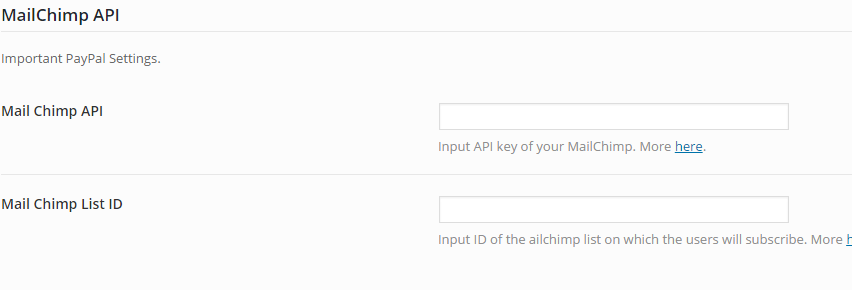 MailChimp API
Important PayPal Settings.
Mail Chimp API
Input API key of your MailChimp. More here.
Mail Chimp List ID
Input ID of the ailchimp list on which the users will subscribe. More h